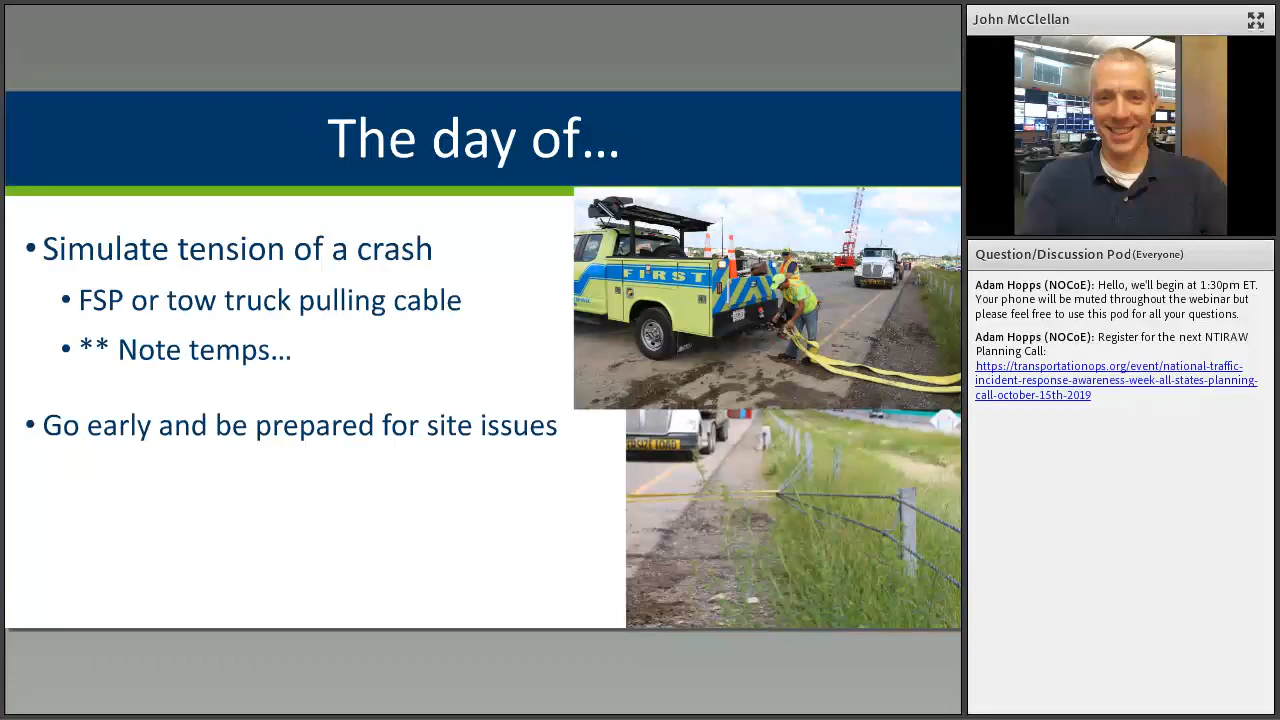 The day of...
• Simulate tension of a crash
• FSP or tow truck pulling cable
• ** Note temps...
• Go early and be prepared for site issues
FIRST
John McClellan
Question/Discussion Pod (Everyone)
Adam Hopps (NOCoE): Hello, we'll begin at 1:30pm ET.
Your phone will be muted throughout the webinar but
please feel free to use this pod for all your questions.
Adam Hopps (NOCoE): Register for the next NTIRAW
Planning Call:
https://transportationops.org/event/national-traffic-
incident-response-awareness-week-all-states-planning-
call-october-15th-2019